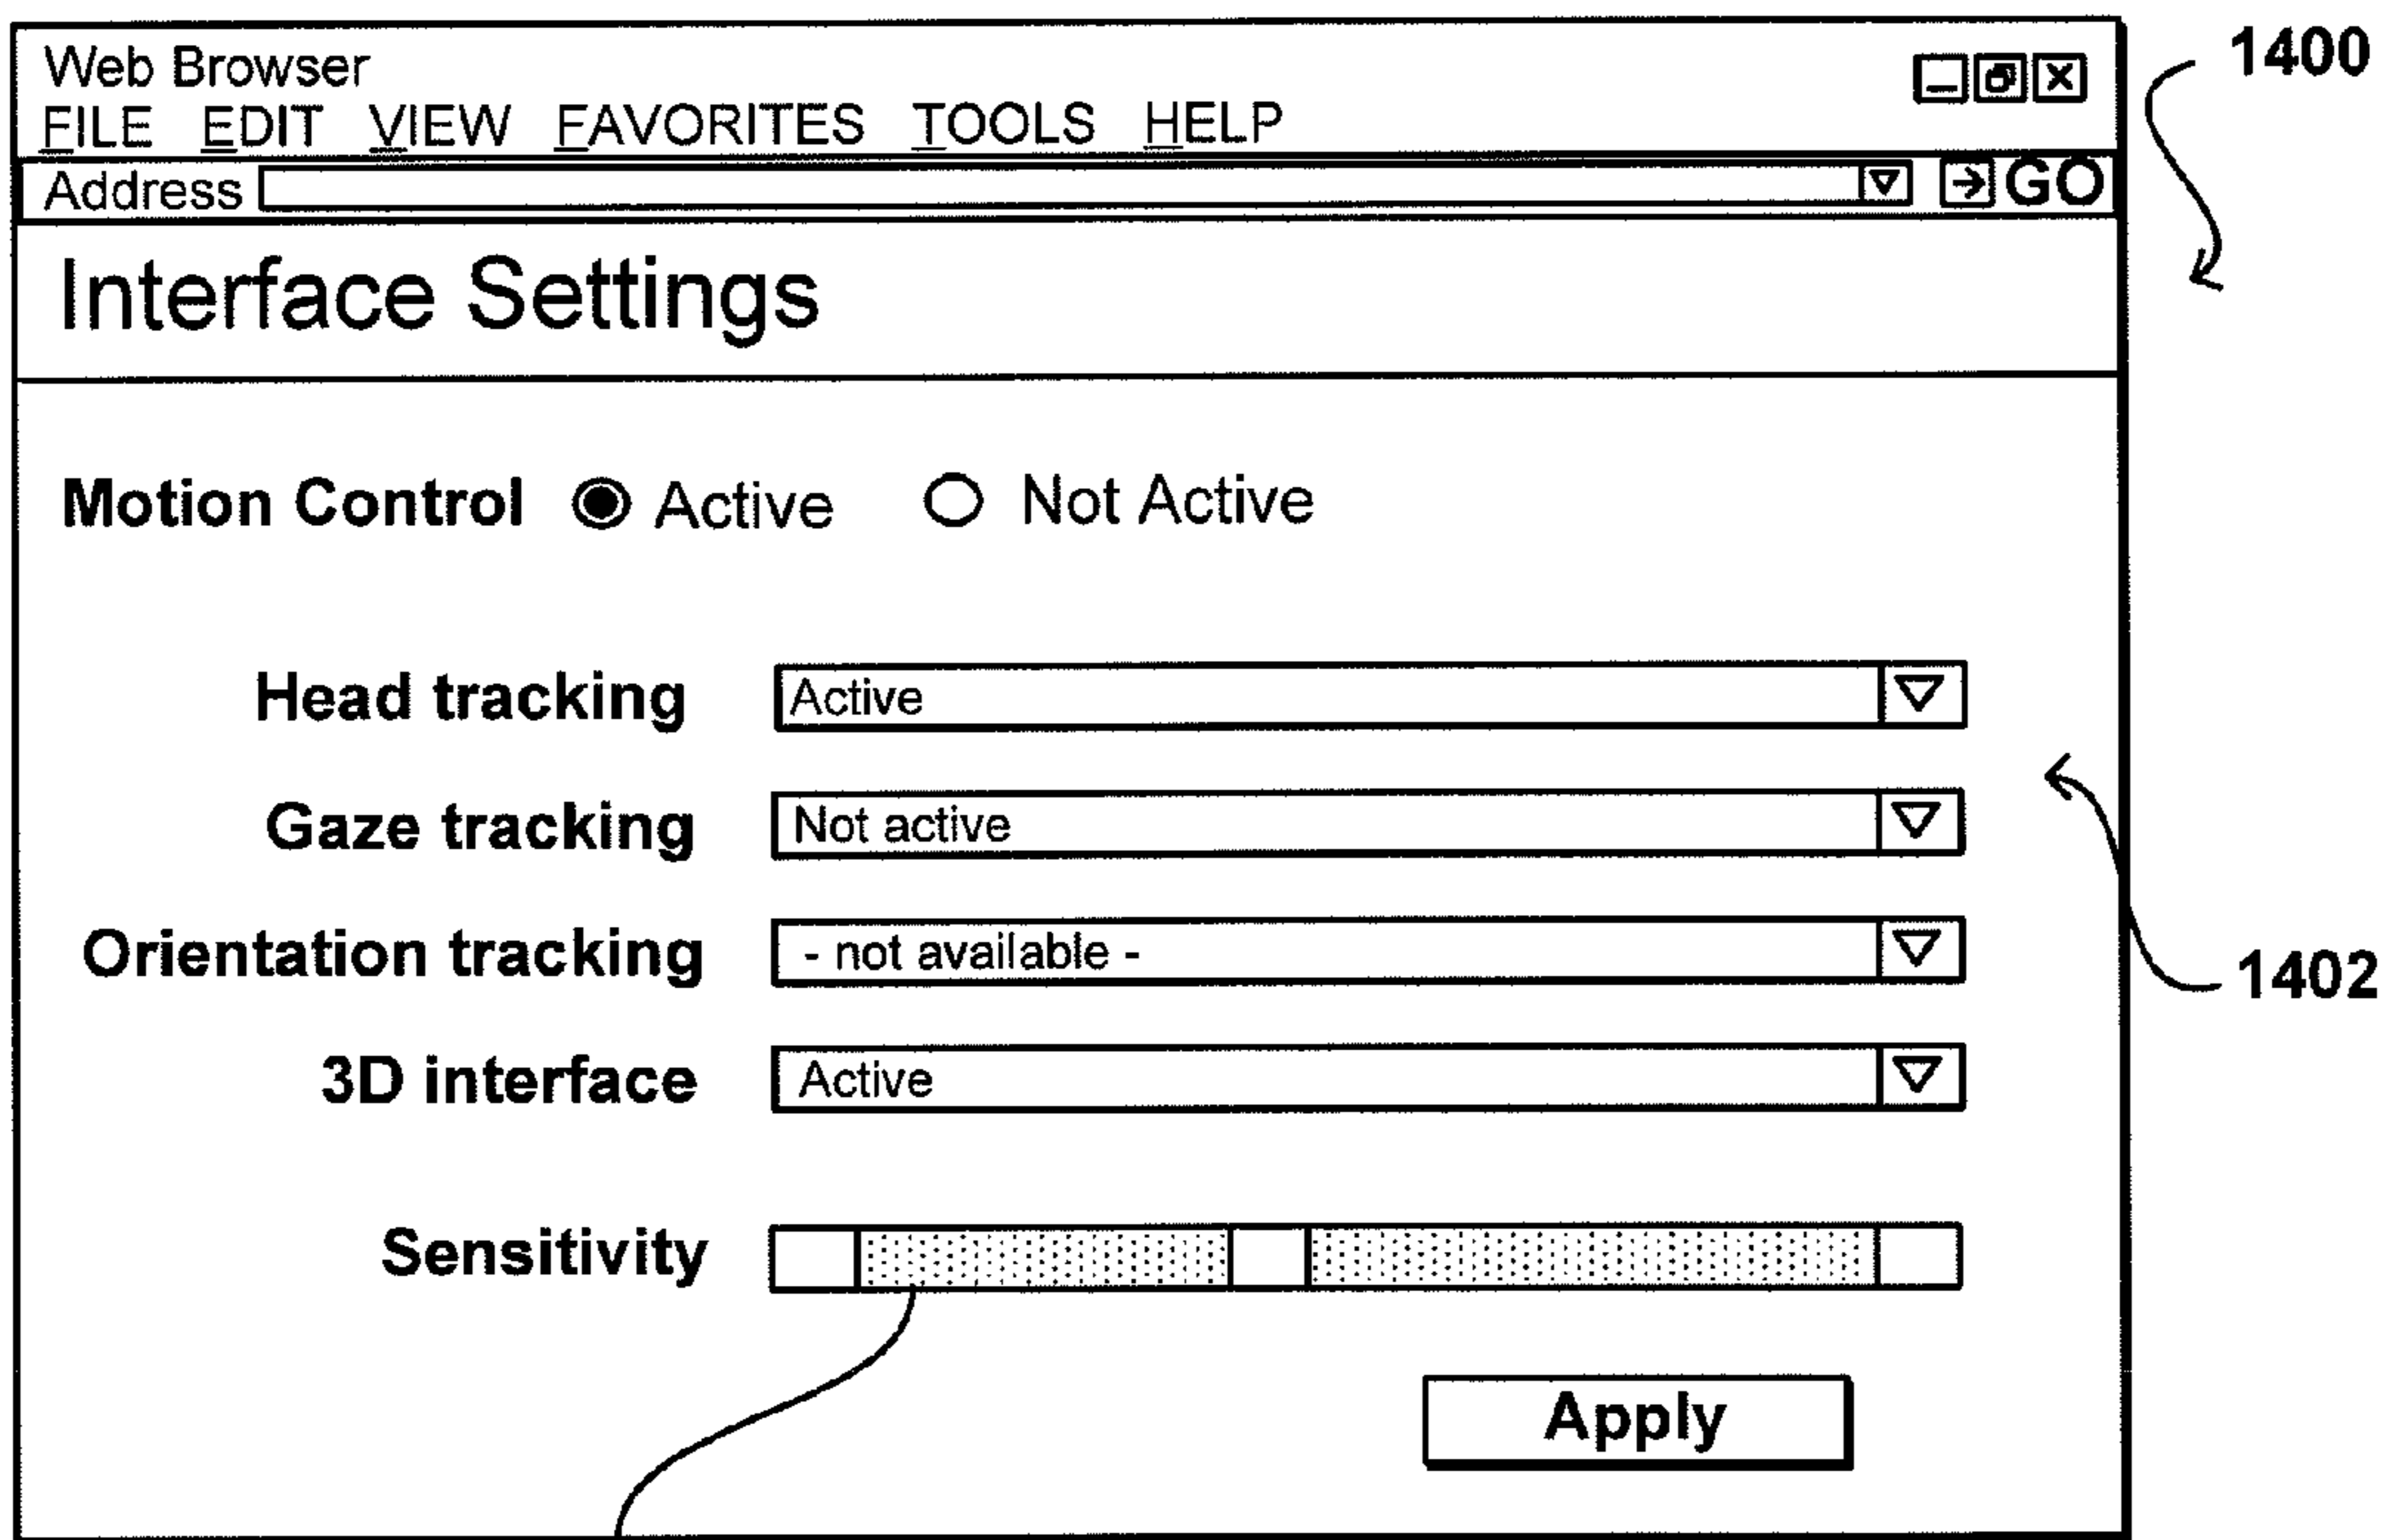 Web Browser
FILE EDIT VIEW FAVORITES TOOLS HELP
Address GO
Interface Settings
Motion Control Active Not Active
Head tracking Active
Gaze tracking Not active
Orientation tracking - not available -
3D interface Active
Sensitivity
Apply
1400
1402